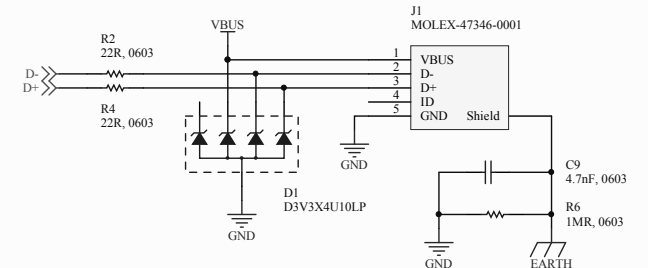 J1
MOLEX-47346-0001
VBUS
R2
22R, 0603
1
VBUS
2
D-
3
D+
4
ID
5
GND
Shield
D-
D+
R4
22R, 0603
GND
C9
4.7nF, 0603
D1
D3V3X4U10LP
R6
1MR, 0603
GND
GND
EARTH